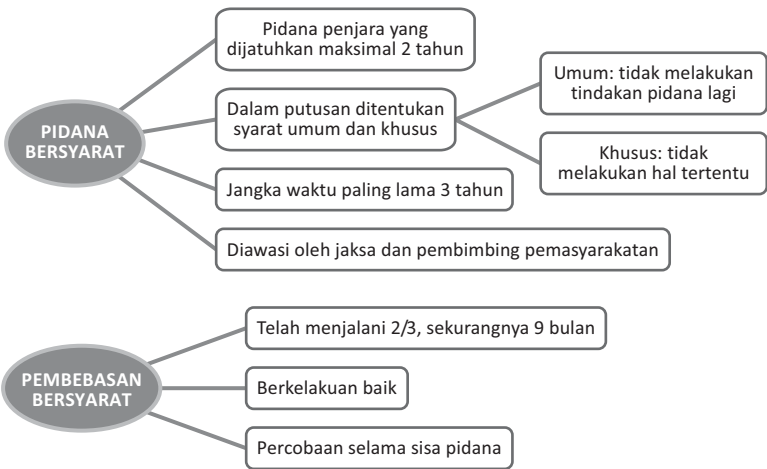 Pidana penjara yang
dijatuhkan maksimal 2 tahun
PIDANA
BERSYARAT
Dalam putusan ditentukan
syarat umum dan khusus
Umum: tidak melakukan
tindakan pidana lagi
Khusus: tidak
melakukan hal tertentu
Jangka waktu paling lama 3 tahun
Diawasi oleh jaksa dan pembimbing pemasyarakatan
PEMBEBASAN
BERSYARAT
Telah menjalani 2/3, sekurangnya 9 bulan
Berkelakuan baik
Percobaan selama sisa pidana